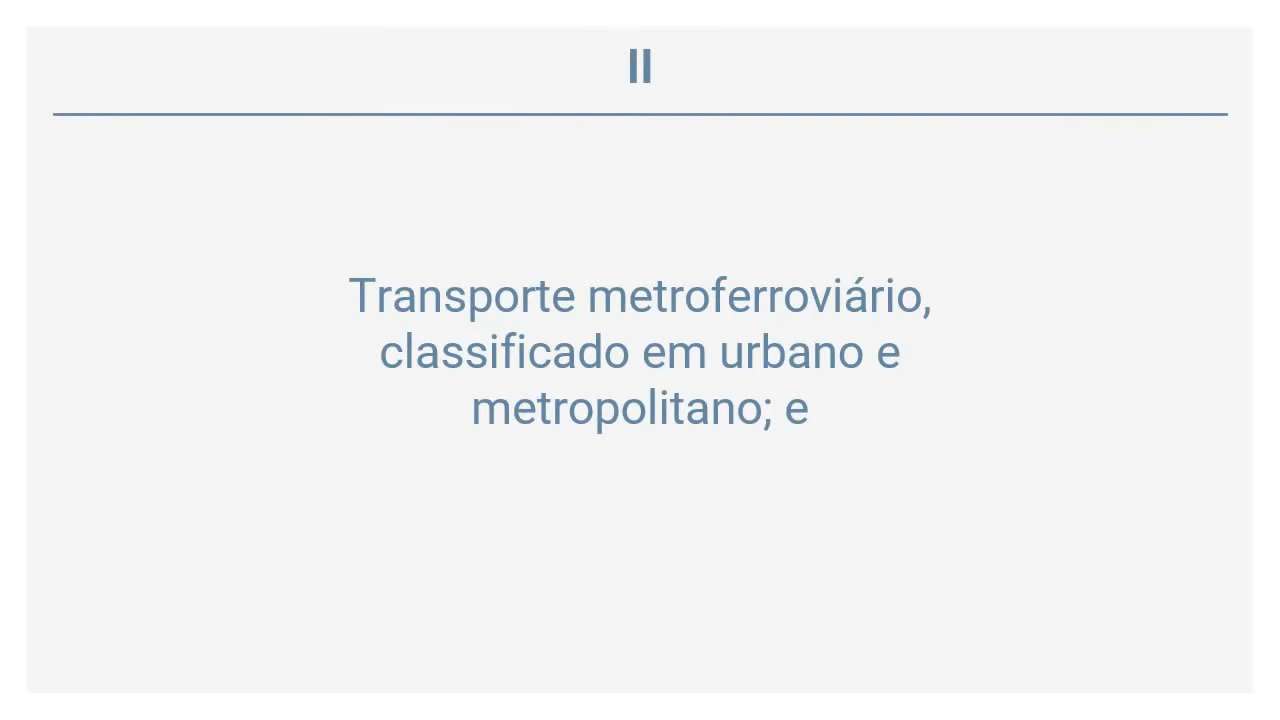 II
Transporte metroferroviário,
classificado em urbano e
metropolitano; e